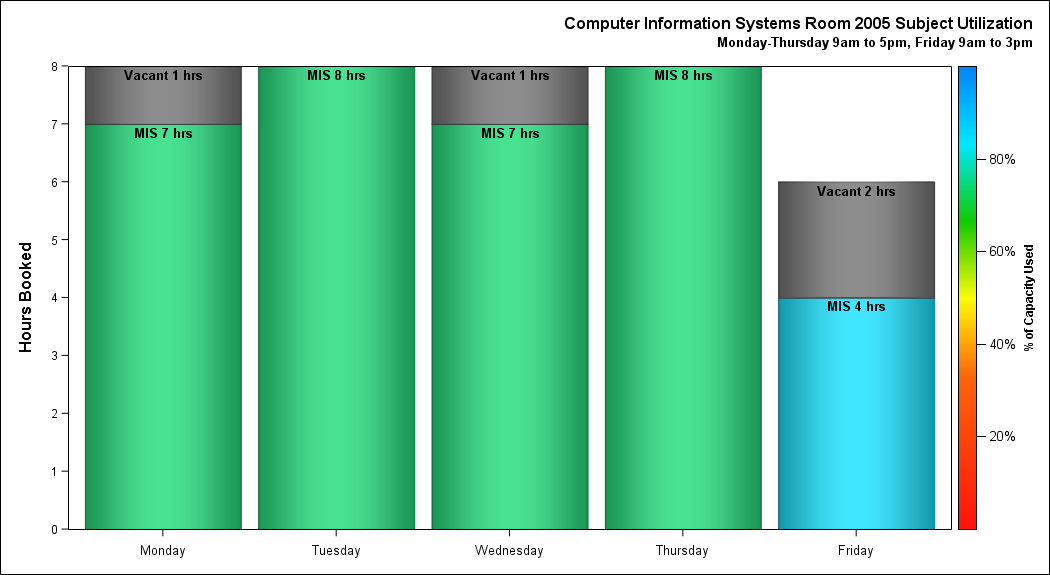 Computer Information Systems Room 2005 Subject Utilization
Monday-Thursday 9am to 5pm, Friday 9am to 3pm
Hours Booked
8
7
6
5
4
3
2
1
0
Vacant 1 hrs
MIS 7 hrs
MIS 8 hrs
Vacant 1 hrs
MIS 7 hrs
MIS 8 hrs
Vacant 2 hrs
MIS 4 hrs
Monday
Tuesday
Wednesday
Thursday
Friday
80%
60%
40%
20%
% of Capacity Used